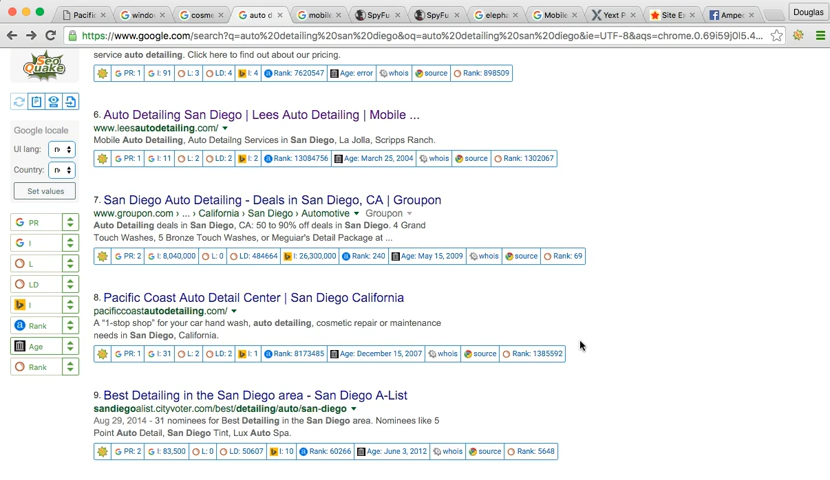 Pacific
window
cosme
auto d
mobile
SpyFu
SpyFu
elepha
Mobile
Yext P
Site Ex
Ampec
Douglas
https://www.google.com/search?q=auto%20detailing%20san%20diego&oq=auto%20detailing%20san%20diego&ie=UTF-8&aqs=chrome.0.69i59j0l5.4...
SEO Quake
Google locale
UI lang:
Country:
Set values
PR
I
L
LD
I
Rank
Age
Rank
service auto detailing. Click here to find out about our pricing.
PR: 1 I: 91 L: 3 LD: 4 I: 4 Rank: 7620547 Age: error whois source Rank: 898509
6. Auto Detailing San Diego | Lees Auto Detailing | Mobile ...
www.leesautodetailing.com/
Mobile Auto Detailing, Auto Detailng Services in San Diego, La Jolla, Scripps Ranch.
PR: 1 I: 11 L: 2 LD: 2 I: 2 Rank: 13084756 Age: March 25, 2004 whois source Rank: 1302067
7. San Diego Auto Detailing - Deals in San Diego, CA | Groupon
www.groupon.com › ... › California › San Diego › Automotive Groupon
Auto Detailing deals in San Diego, CA: 50 to 90% off deals in San Diego. 4 Grand
Touch Washes, 5 Bronze Touch Washes, or Meguiar's Detail Package at ...
PR: 2 I: 8,040,000 L: 0 LD: 484664 I: 26,300,000 Rank: 240 Age: May 15, 2009 whois source Rank: 69
8. Pacific Coast Auto Detail Center | San Diego California
pacificcoastautodetailing.com/
A "1-stop shop" for your car hand wash, auto detailing, cosmetic repair or maintenance
needs in San Diego, California.
PR: 1 I: 31 L: 2 LD: 2 I: 1 Rank: 8173485 Age: December 15, 2007 whois source Rank: 1385592
9. Best Detailing in the San Diego area - San Diego A-List
sandiegoalist.cityvoter.com/best/detailing/auto/san-diego
Aug 29, 2014 - 31 nominees for Best Detailing in the San Diego area. Nominees like 5
Point Auto Detail, San Diego Tint, Lux Auto Spa.
PR: 2 I: 83,500 L: 0 LD: 50607 I: 10 Rank: 60266 Age: June 3, 2012 whois source Rank: 5648